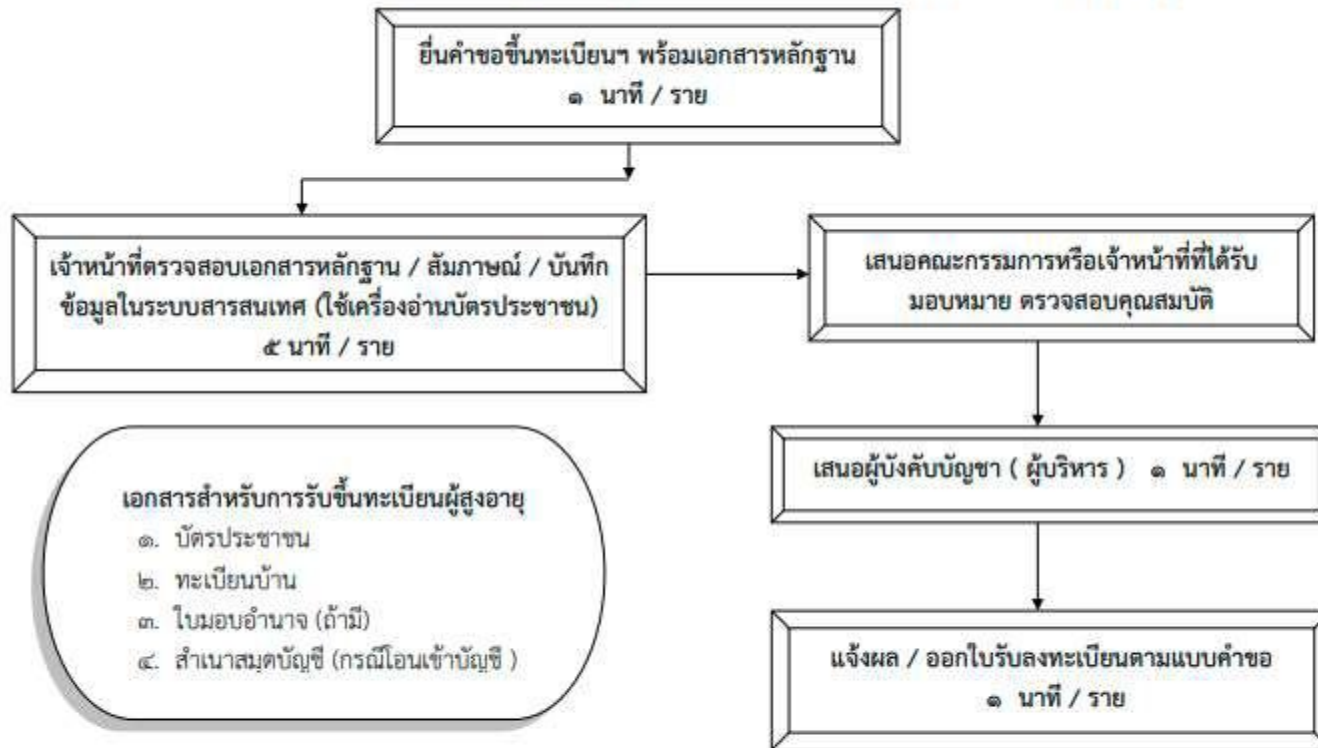 ยื่นคำขอขึ้นทะเบียนฯ พร้อมเอกสารหลักฐาน
๑ นาที / ราย
เจ้าหน้าที่ตรวจสอบเอกสารหลักฐาน / สัมภาษณ์ / บันทึก
ข้อมูลในระบบสารสนเทศ (ใช้เครื่องอ่านบัตรประชาชน)
๕ นาที / ราย
เสนอคณะกรรมการหรือเจ้าหน้าที่ที่ได้รับ
มอบหมาย ตรวจสอบคุณสมบัติ
เสนอผู้บังคับบัญชา ( ผู้บริหาร ) ๑ นาที / ราย
แจ้งผล / ออกใบรับลงทะเบียนตามแบบคำขอ
๑ นาที / ราย
เอกสารสำหรับการรับขึ้นทะเบียนผู้สูงอายุ
๑. บัตรประชาชน
๒. ทะเบียนบ้าน
๓. ใบมอบอำนาจ (ถ้ามี)
๔. สำเนาสมุดบัญชี (กรณีโอนเข้าบัญชี )